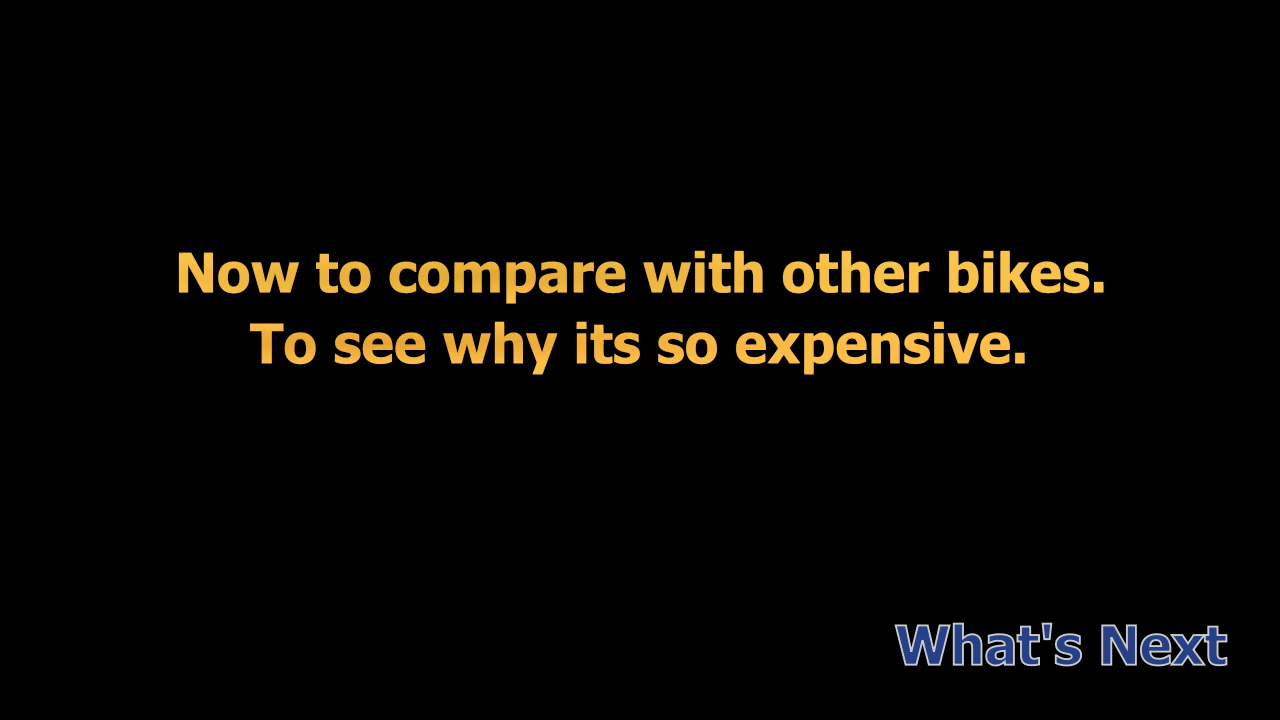 Now to compare with other bikes.
To see why its so expensive.
What's Next